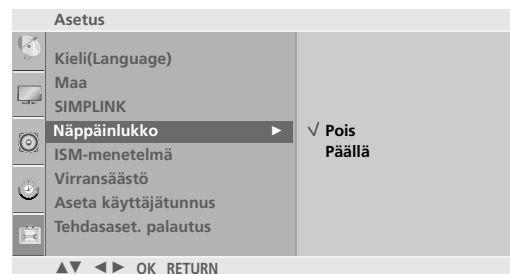 Asetus
Kieli(Language)
Maa
SIMPLINK
Näppäinlukko ►
ISM-menetelmä
Virransäästö
Aseta käyttäjätunnus
Tehdasaset. palautus
√ Pois
Päällä
▲▼ ◄► OK RETURN